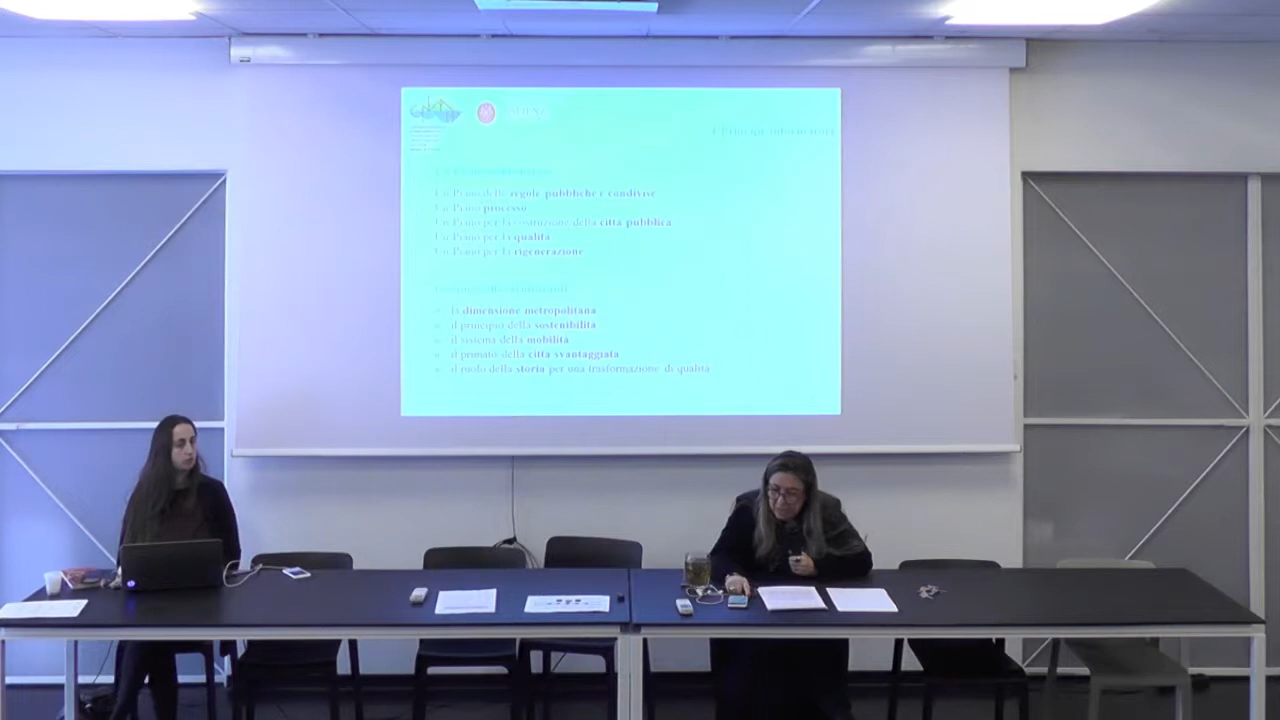 I Principi informatori
Un Piano delle regole pubbliche e condivise
Un Piano processo
Un Piano per la costruzione della città pubblica
Un Piano per la qualità
Un Piano per la rigenerazione
la dimensione metropolitana
il principio della sostenibilità
il sistema della mobilità
il primato della città svantaggiata
il ruolo della storia per una trasformazione di qualità